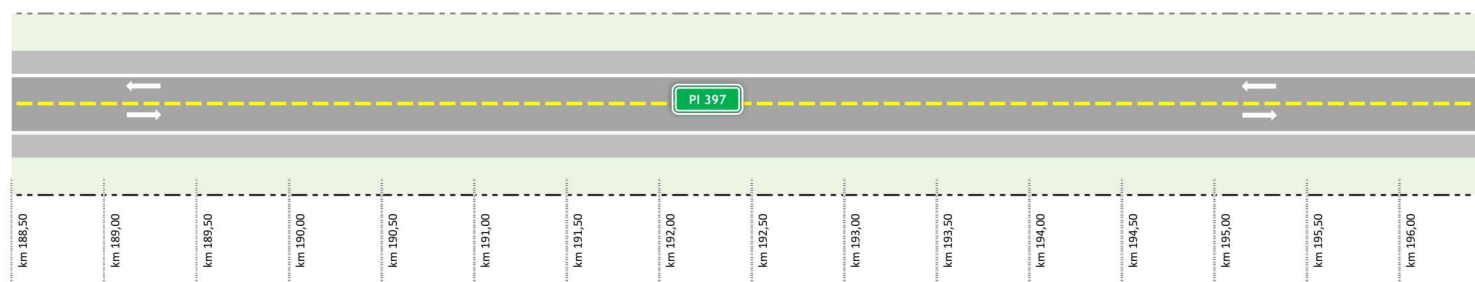 PI 397
km 188,50
km 189,00
km 189,50
km 190,00
km 190,50
km 191,00
km 191,50
km 192,00
km 192,50
km 193,00
km 193,50
km 194,00
km 194,50
km 195,00
km 195,50
km 196,00